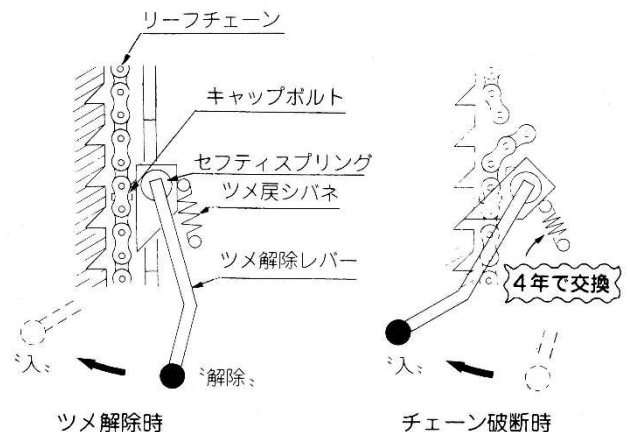 リーフチェーン
キャップボルト
セフティスプリング
ツメ戻シバネ
ツメ解除レバー
4年で交換
〝入〟
〝解除〟
〝入〟
ツメ解除時
チェーン破断時